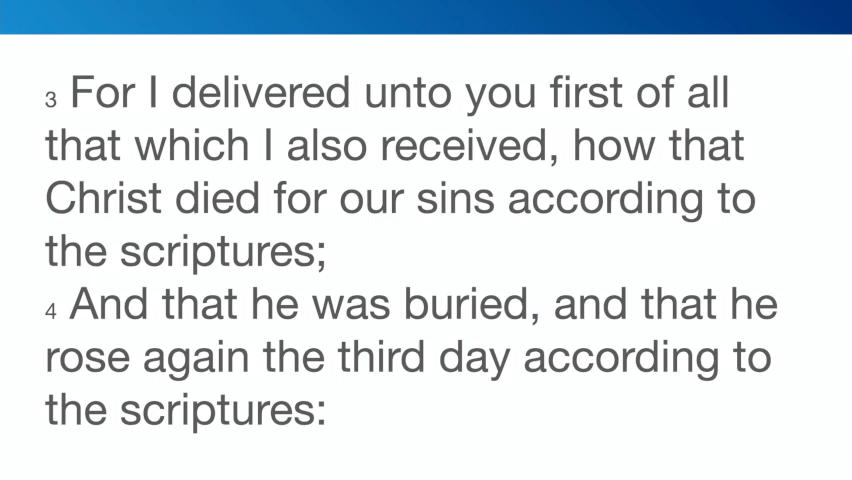 3 For I delivered unto you first of all
that which I also received, how that
Christ died for our sins according to
the scriptures;
4 And that he was buried, and that he
rose again the third day according to
the scriptures: